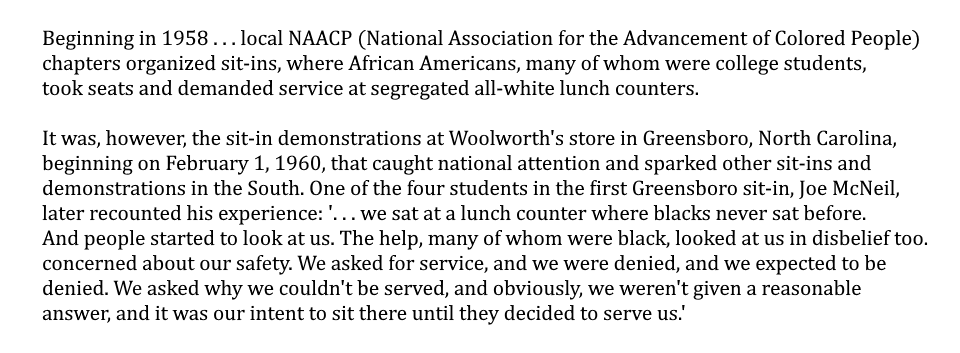 Beginning in 1958 . . . local NAACP (National Association for the Advancement of Colored People)
chapters organized sit-ins, where African Americans, many of whom were college students,
took seats and demanded service at segregated all-white lunch counters.

It was, however, the sit-in demonstrations at Woolworth's store in Greensboro, North Carolina,
beginning on February 1, 1960, that caught national attention and sparked other sit-ins and
demonstrations in the South. One of the four students in the first Greensboro sit-in, Joe McNeil,
later recounted his experience: '. . . we sat at a lunch counter where blacks never sat before.
And people started to look at us. The help, many of whom were black, looked at us in disbelief too.
concerned about our safety. We asked for service, and we were denied, and we expected to be
denied. We asked why we couldn't be served, and obviously, we weren't given a reasonable
answer, and it was our intent to sit there until they decided to serve us.'